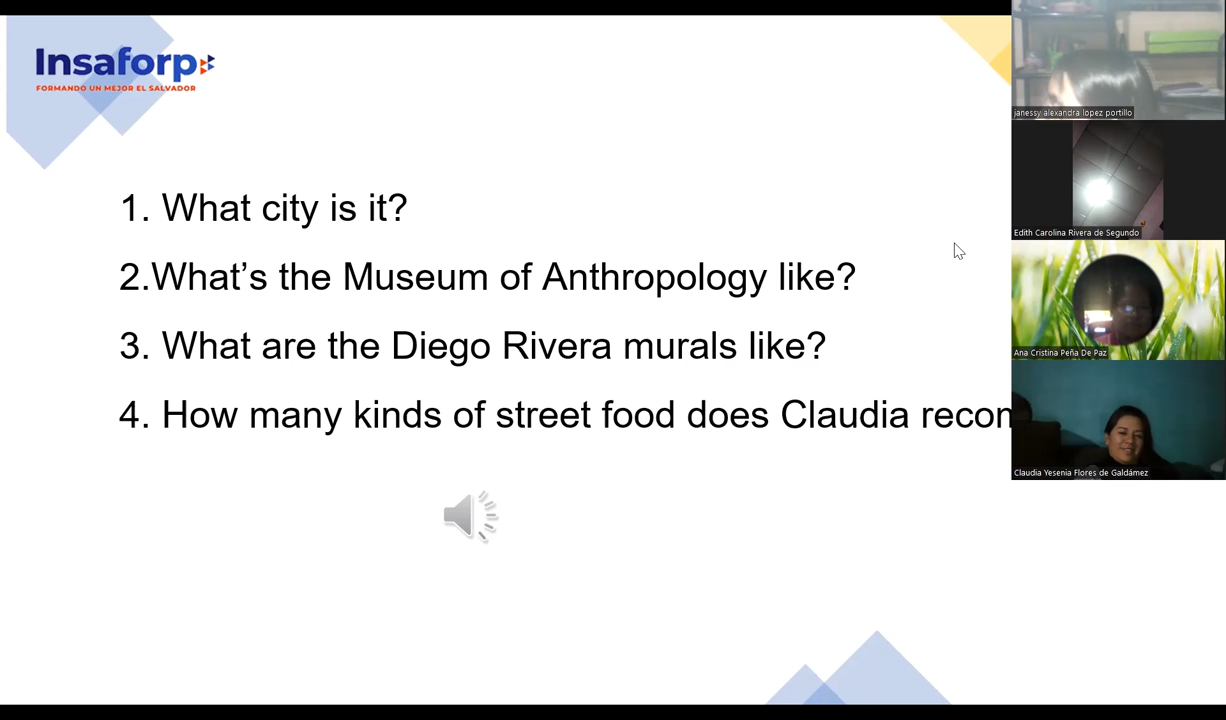 Insaforp
FORMANDO UN MEJOR EL SALVADOR
1. What city is it?
2.What’s the Museum of Anthropology like?
3. What are the Diego Rivera murals like?
4. How many kinds of street food does Claudia recom
janessy alexandra lopez portillo
Edith Carolina Rivera de Segundo
Ana Cristina Peña De Paz
Claudia Yesenia Flores de Galdámez